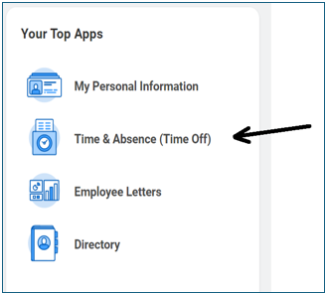 Your Top Apps
My Personal Information
Time & Absence (Time Off)
Employee Letters
Directory